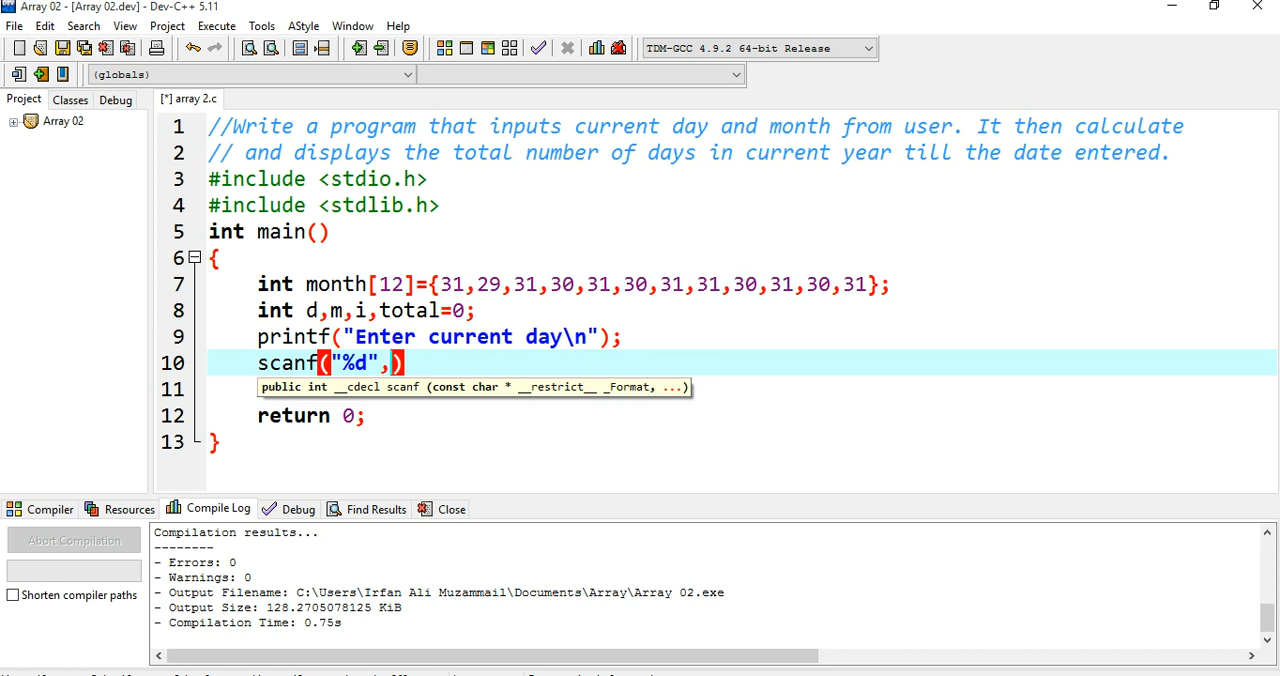 Array 02 - [Array 02.dev] - Dev-C++ 5.11
File Edit Search View Project Execute Tools AStyle Window Help
TDM-GCC 4.9.2 64-bit Release
(globals)
Project Classes Debug [*] array 2.c
Array 02
1 //Write a program that inputs current day and month from user. It then calculate
2 // and displays the total number of days in current year till the date entered.
3 #include <stdio.h>
4 #include <stdlib.h>
5 int main()
6 {
7 int month[12]={31,29,31,30,31,30,31,31,30,31,30,31};
8 int d,m,i,total=0;
9 printf("Enter current day\n");
10 scanf("%d",)
11 public int __cdecl scanf (const char * __restrict__ _Format, ...)
12 return 0;
13 }
Compiler Resources Compile Log Debug Find Results Close
Abort Compilation
Shorten compiler paths
Compilation results...
--------
- Errors: 0
- Warnings: 0
- Output Filename: C:\Users\Irfan Ali Muzammail\Documents\Array\Array 02.exe
- Output Size: 128.2705078125 KiB
- Compilation Time: 0.75s